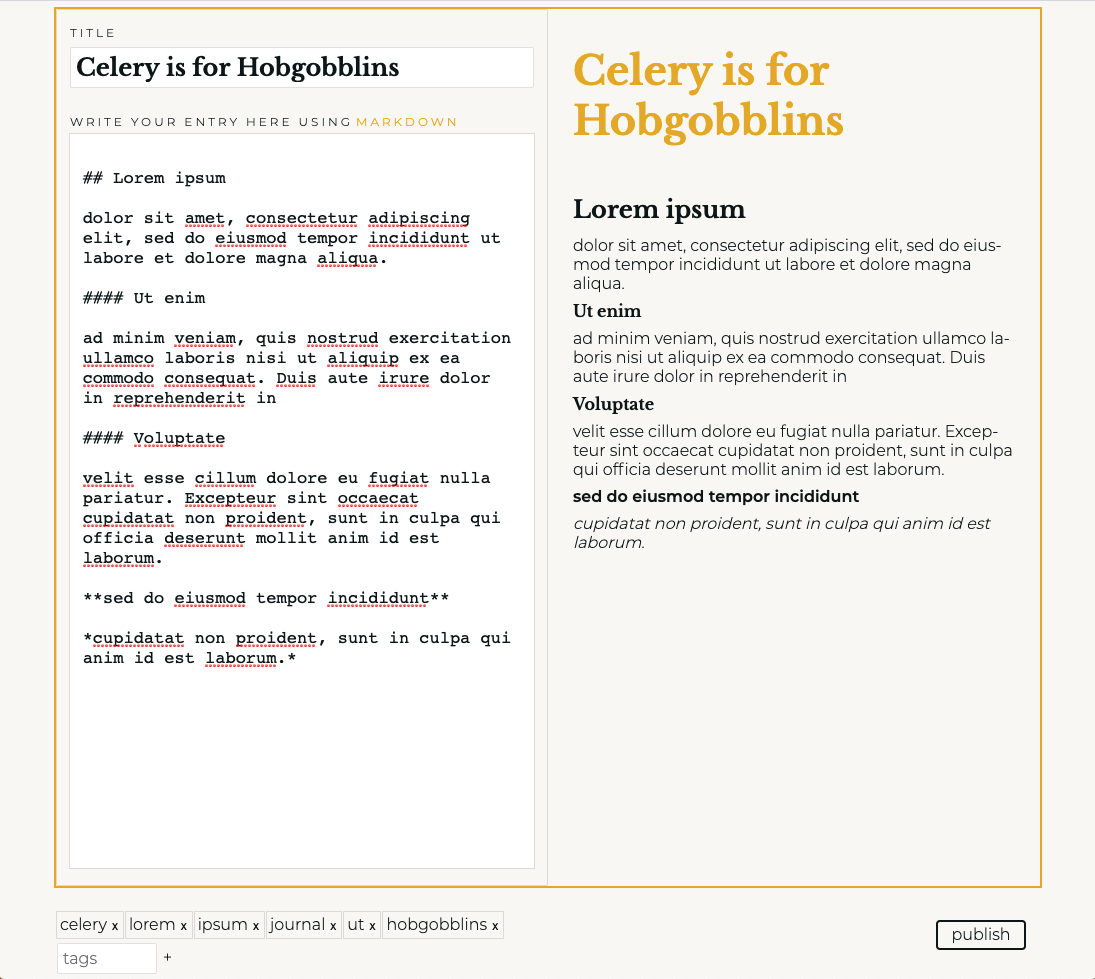 TITLE
Celery is for Hobgobblins
WRITE YOUR ENTRY HERE USING MARKDOWN
## Lorem ipsum
dolor sit amet, consectetur adipiscing
elit, sed do eiusmod tempor incididunt ut
labore et dolore magna aliqua.
#### Ut enim
ad minim veniam, quis nostrud exercitation
ullamco laboris nisi ut aliquip ex ea
commodo consequat. Duis aute irure dolor
in reprehenderit in
#### Voluptate
velit esse cillum dolore eu fugiat nulla
pariatur. Excepteur sint occaecat
cupidatat non proident, sunt in culpa qui
officia deserunt mollit anim id est
laborum.
**sed do eiusmod tempor incididunt**
*cupidatat non proident, sunt in culpa qui
anim id est laborum.*
Celery is for
Hobgobblins
Lorem ipsum
dolor sit amet, consectetur adipiscing elit, sed do eius-
mod tempor incididunt ut labore et dolore magna
aliqua.
Ut enim
ad minim veniam, quis nostrud exercitation ullamco la-
boris nisi ut aliquip ex ea commodo consequat. Duis
aute irure dolor in reprehenderit in
Voluptate
velit esse cillum dolore eu fugiat nulla pariatur. Excep-
teur sint occaecat cupidatat non proident, sunt in culpa
qui officia deserunt mollit anim id est laborum.
sed do eiusmod tempor incididunt
cupidatat non proident, sunt in culpa qui anim id est
laborum.
celery x lorem x ipsum x journal x ut x hobgobblins x
tags +
publish